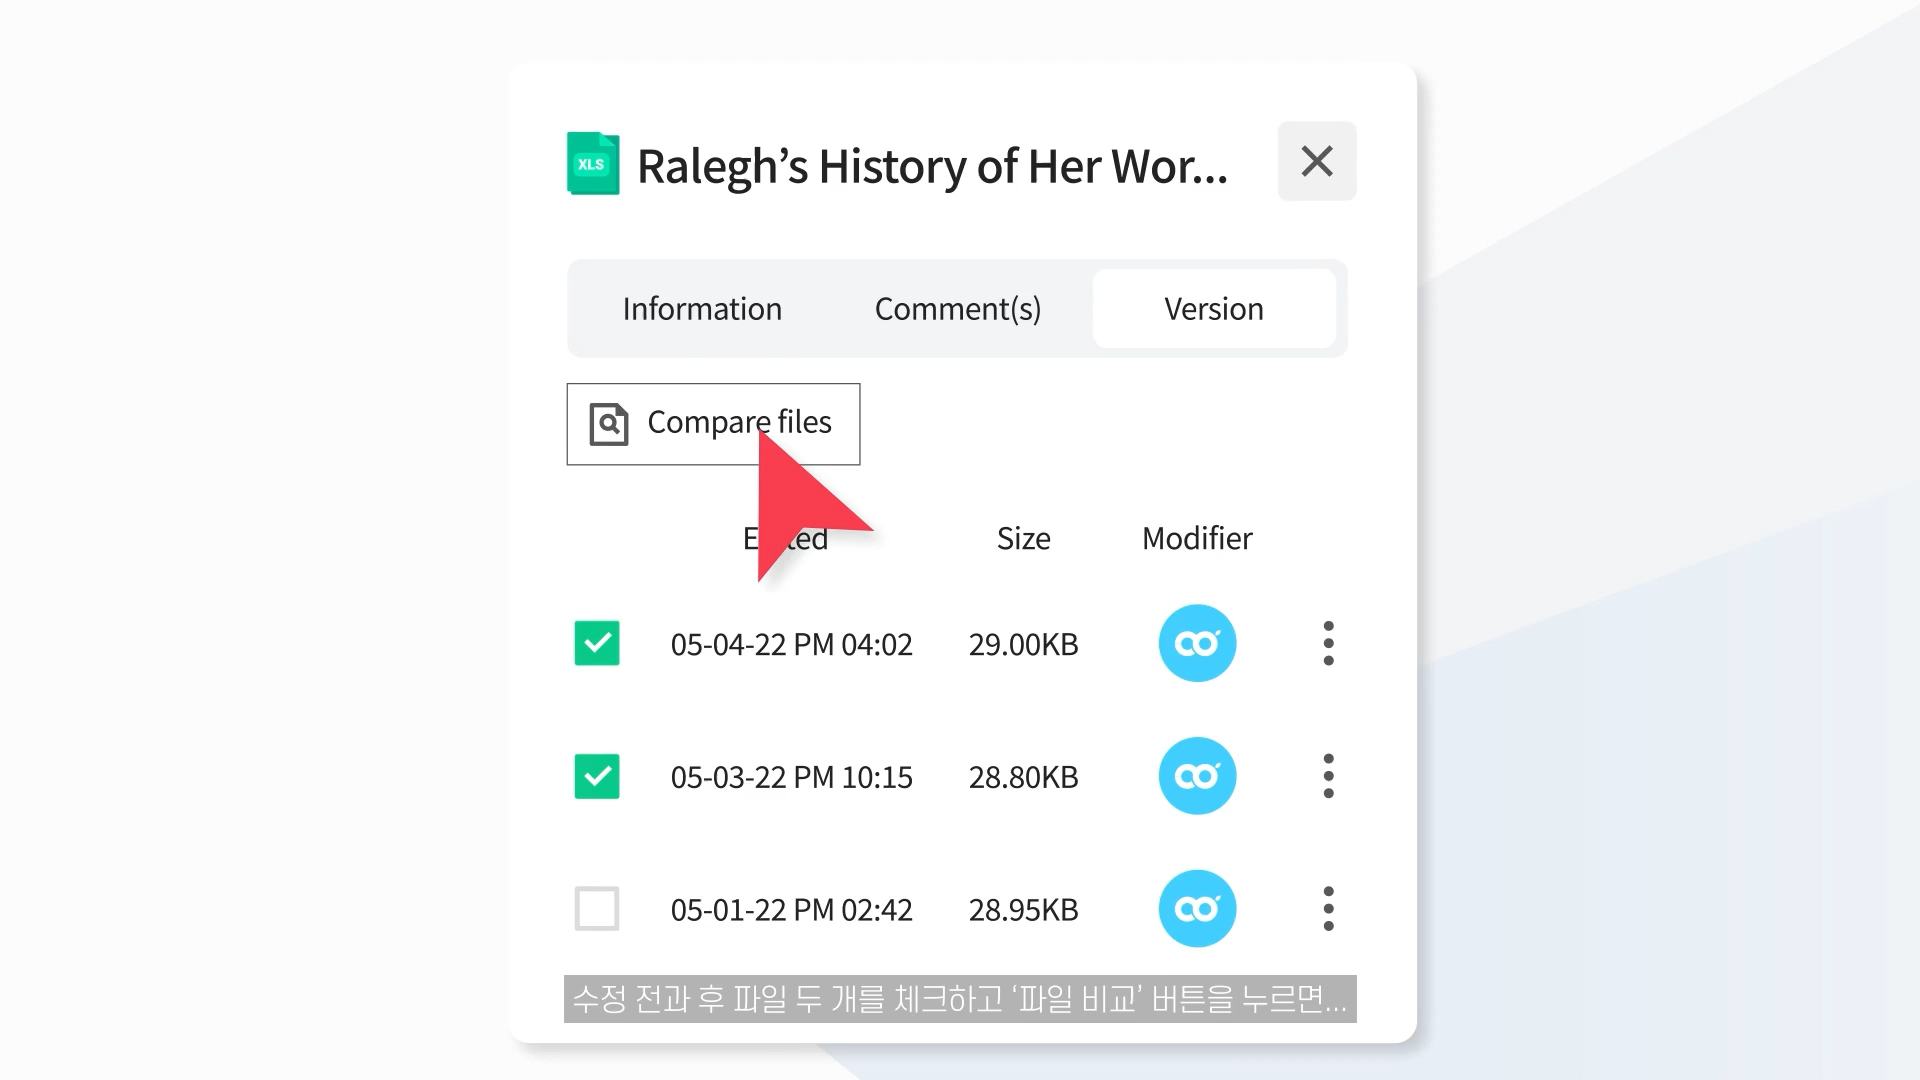 XLS
Ralegh’s History of Her Wor...
Information Comment(s) Version
Compare files
Size Modifier
05-04-22 PM 04:02 29.00KB
05-03-22 PM 10:15 28.80KB
05-01-22 PM 02:42 28.95KB
수정 전과 후 파일 두 개를 체크하고 ‘파일 비교’ 버튼을 누르면...